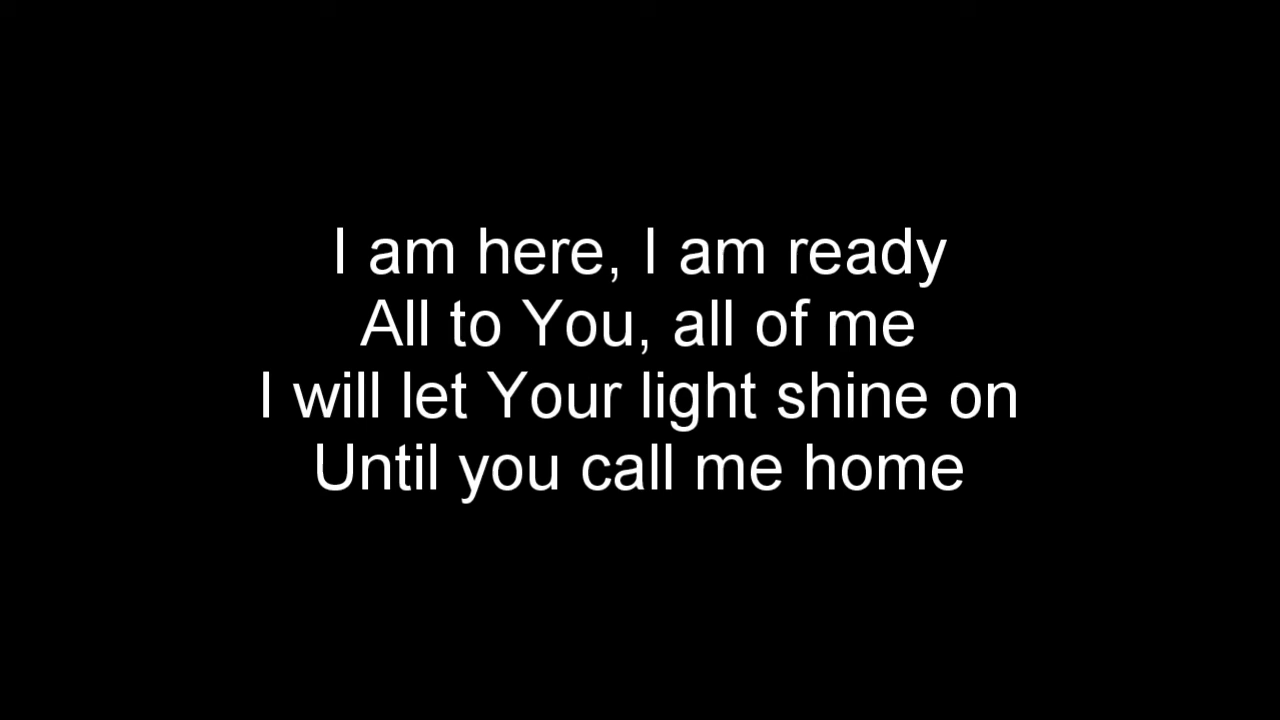 I am here, I am ready
All to You, all of me
I will let Your light shine on
Until you call me home